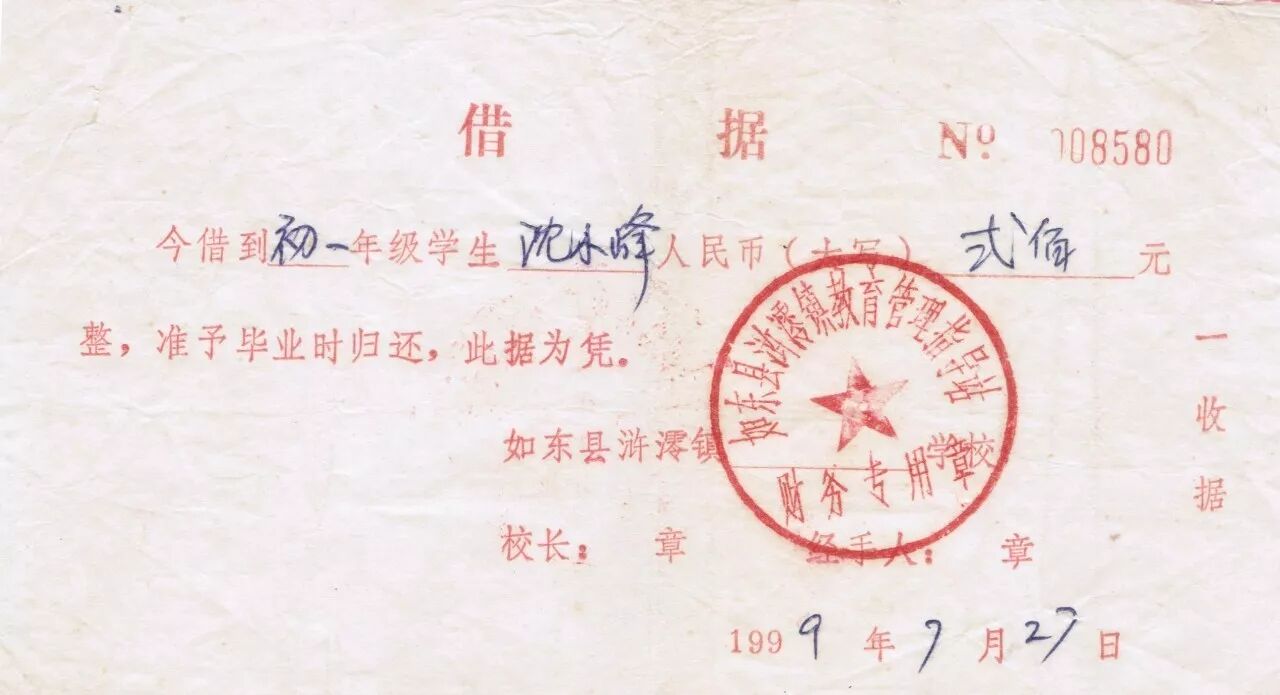 借 据 № 008580
今借到初一年级学生沈小峰人民币(大写)弍佰元
整，准予毕业时归还，此据为凭。
如东县浒澪镇 学校
校长： 章 经手人： 章
1999年7月27日
一收据
如东县浒澪镇教育管理指导站
财务专用章